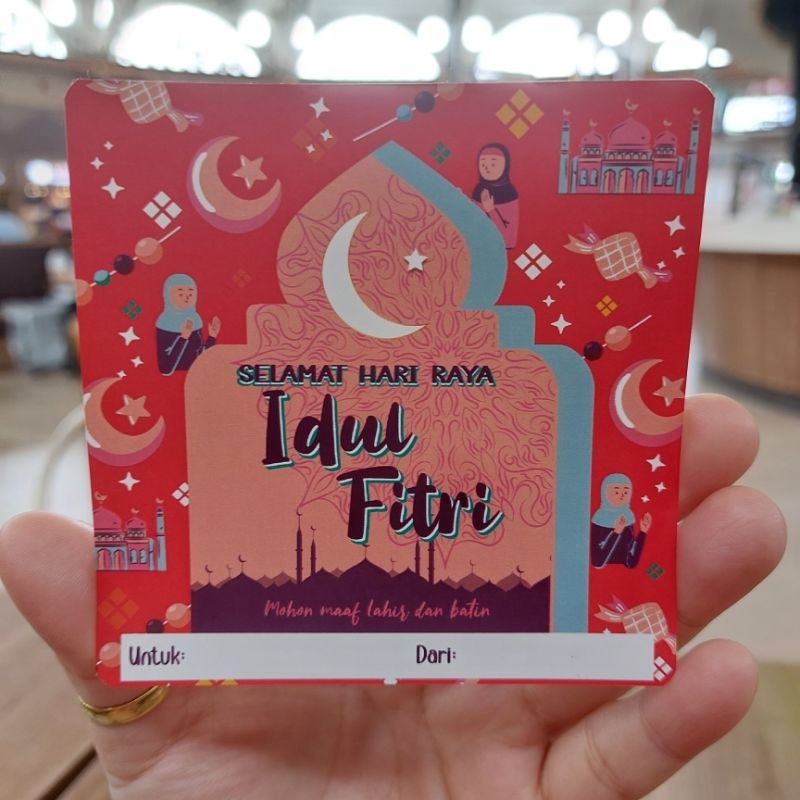 SELAMAT HARI RAYA
Idul
Fitri
Mohon maaf lahir dan batin
Untuk: Dari: